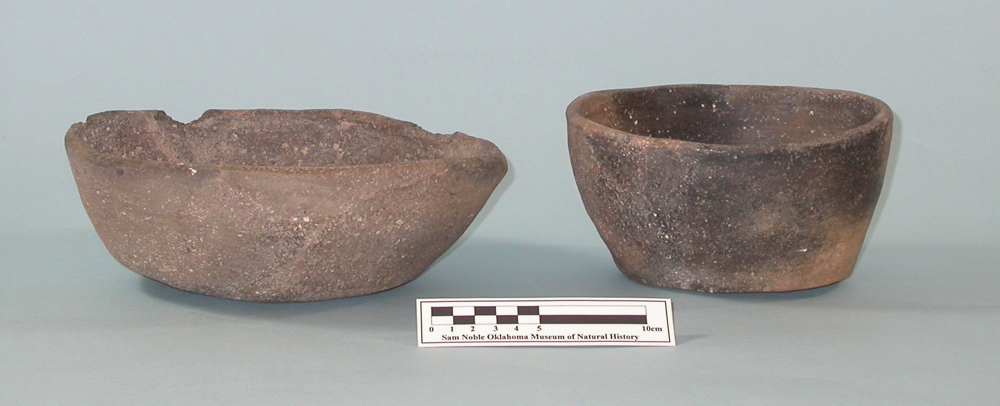 0 1 2 3 4 5 10cm
Sam Noble Oklahoma Museum of Natural History